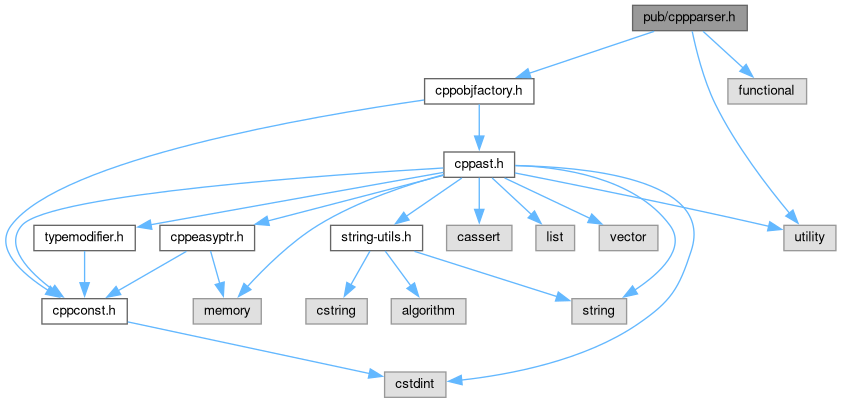 pub/cppparser.h
cppobjfactory.h
functional
cppast.h
typemodifier.h
cppeasyptr.h
string-utils.h
cassert
list
vector
utility
cppconst.h
memory
cstring
algorithm
string
cstdint